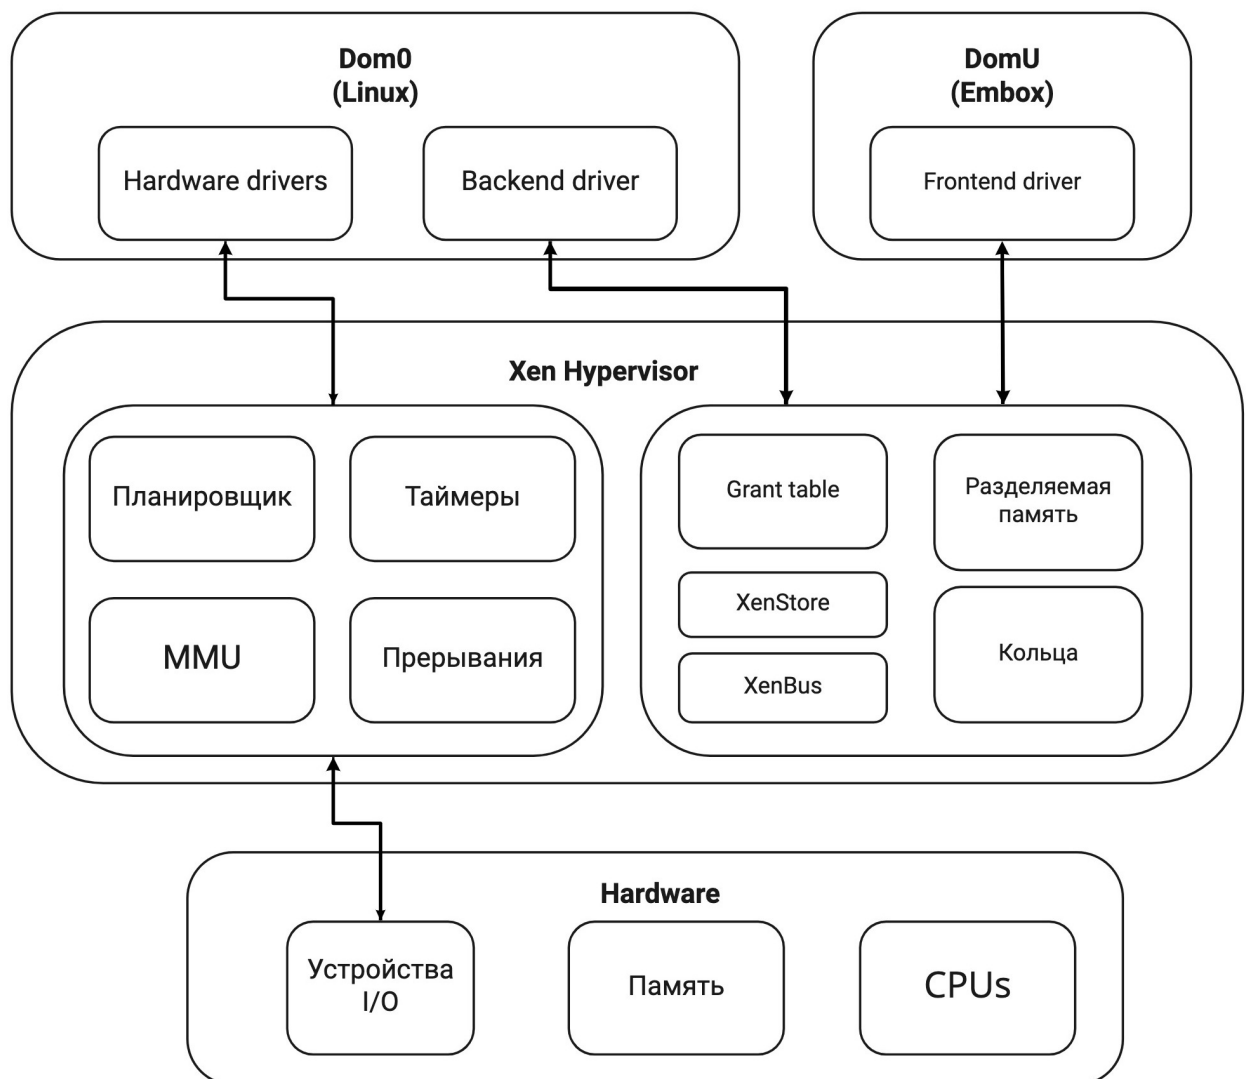 Dom0
(Linux)
Hardware drivers
Backend driver
DomU
(Embox)
Frontend driver
Xen Hypervisor
Планировщик
Таймеры
MMU
Прерывания
Grant table
Разделяемая
память
XenStore
XenBus
Кольца
Hardware
Устройства
I/O
Память
CPUs